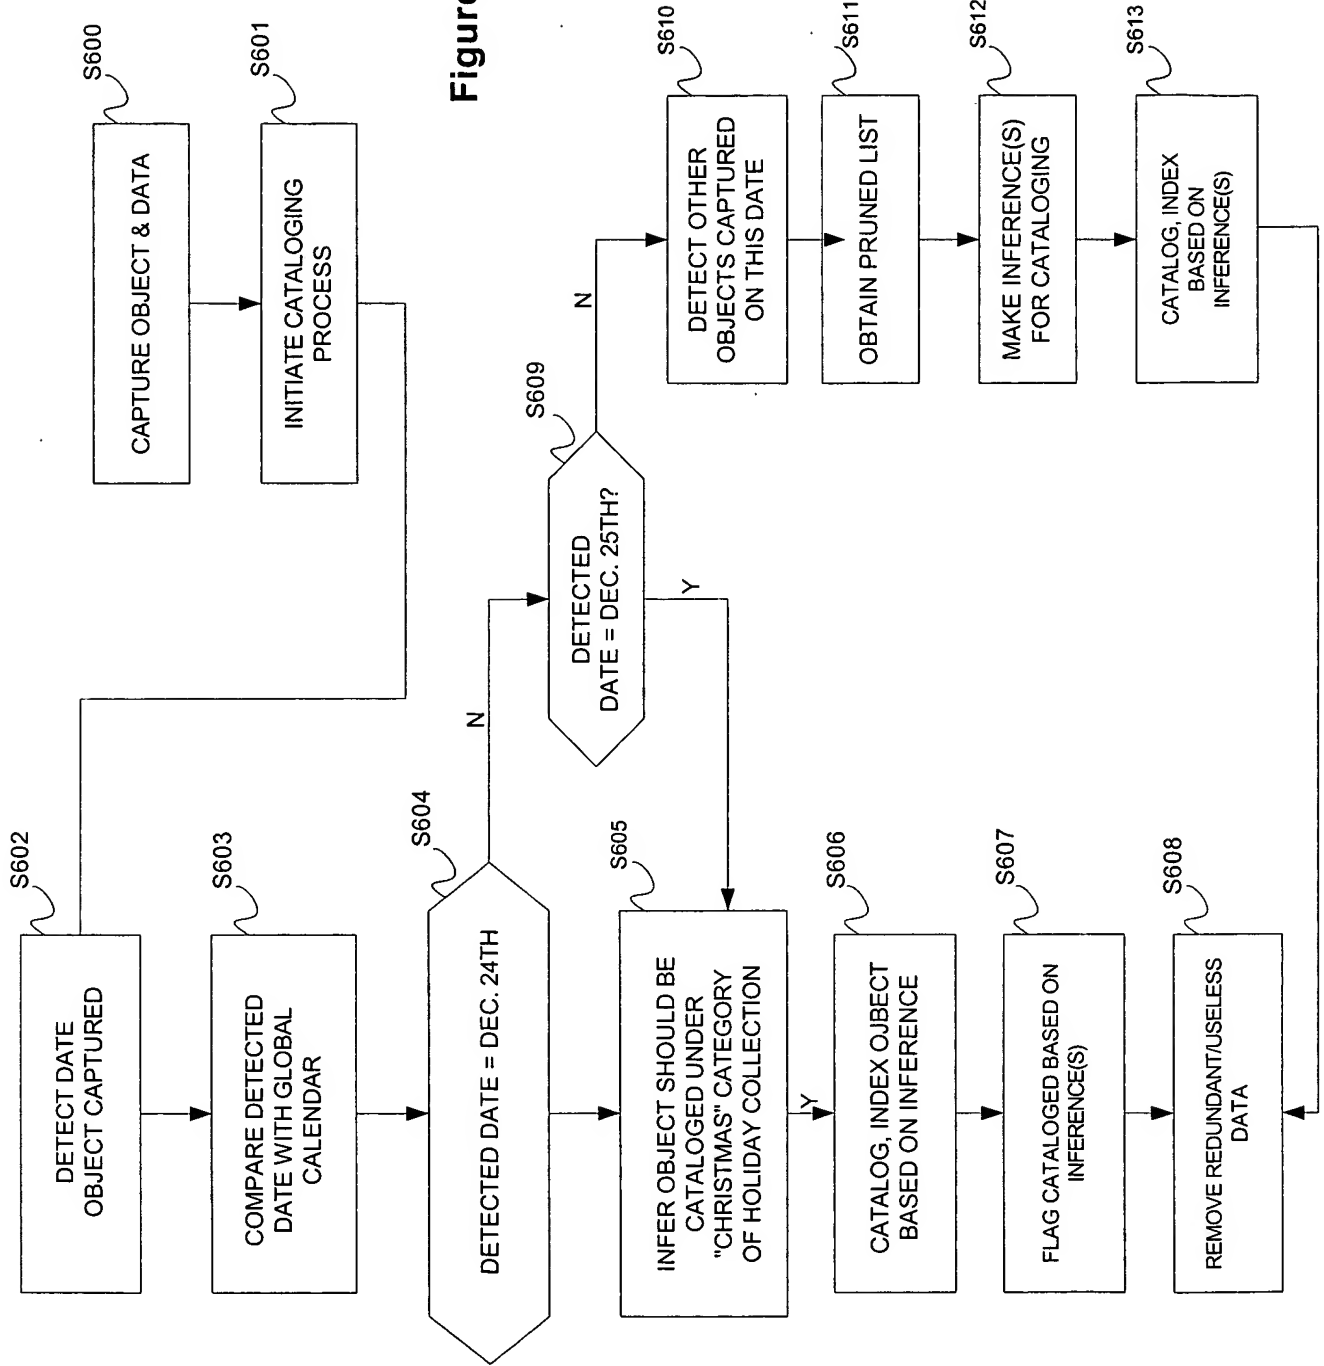 S600
CAPTURE OBJECT & DATA
S601
INITIATE CATALOGING
PROCESS
Figure
S602
DETECT DATE
OBJECT CAPTURED
S603
COMPARE DETECTED
DATE WITH GLOBAL
CALENDAR
S604
DETECTED DATE = DEC. 24TH
N
S605
INFER OBJECT SHOULD BE
CATALOGED UNDER
"CHRISTMAS" CATEGORY
OF HOLIDAY COLLECTION
Y
S606
CATALOG, INDEX OJBECT
BASED ON INFERENCE
S607
FLAG CATALOGED BASED ON
INFERENCE(S)
S608
REMOVE REDUNDANT/USELESS
DATA
S609
DETECTED
DATE = DEC. 25TH?
Y
N
S610
DETECT OTHER
OBJECTS CAPTURED
ON THIS DATE
S611
OBTAIN PRUNED LIST
S612
MAKE INFERENCE(S)
FOR CATALOGING
S613
CATALOG, INDEX
BASED ON
INFERENCE(S)